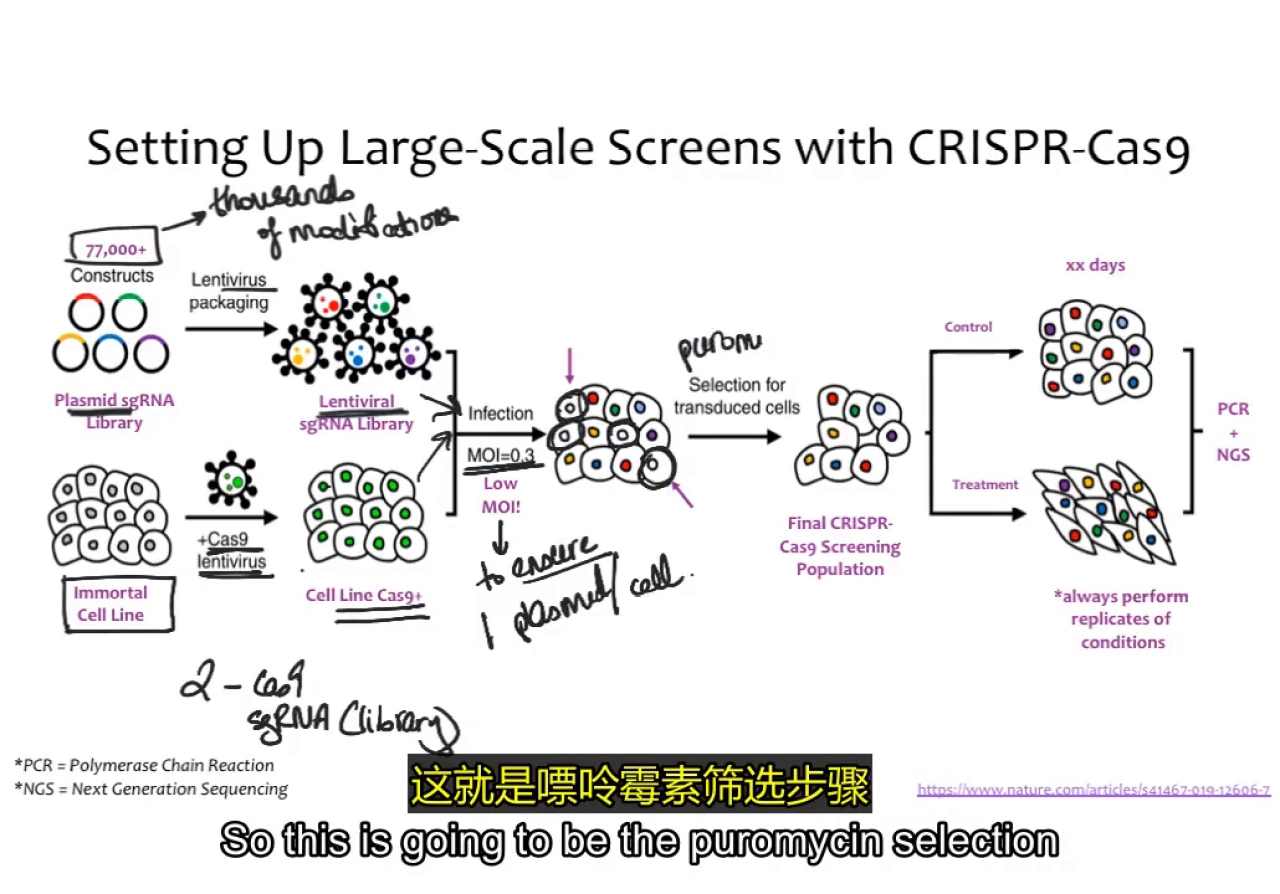 Setting Up Large-Scale Screens with CRISPR-Cas9
thousands
of modifications
77,000+
Constructs
Lentivirus
packaging
Plasmid sgRNA
Library
Lentiviral
sgRNA Library
+Cas9
lentivirus
Immortal
Cell Line
Cell Line Cas9+
Infection
MOI=0.3
Low
MOI!
to ensure
1 plasmid/cell.
2 - Cas9
sgRNA (library)
purom
Selection for
transduced cells
Final CRISPR-
Cas9 Screening
Population
Control
Treatment
xx days
*always perform
replicates of
conditions
PCR
+
NGS
*PCR = Polymerase Chain Reaction
*NGS = Next Generation Sequencing
https://www.nature.com/articles/s41467-019-12606-7
这就是嘌呤霉素筛选步骤
So this is going to be the puromycin selection